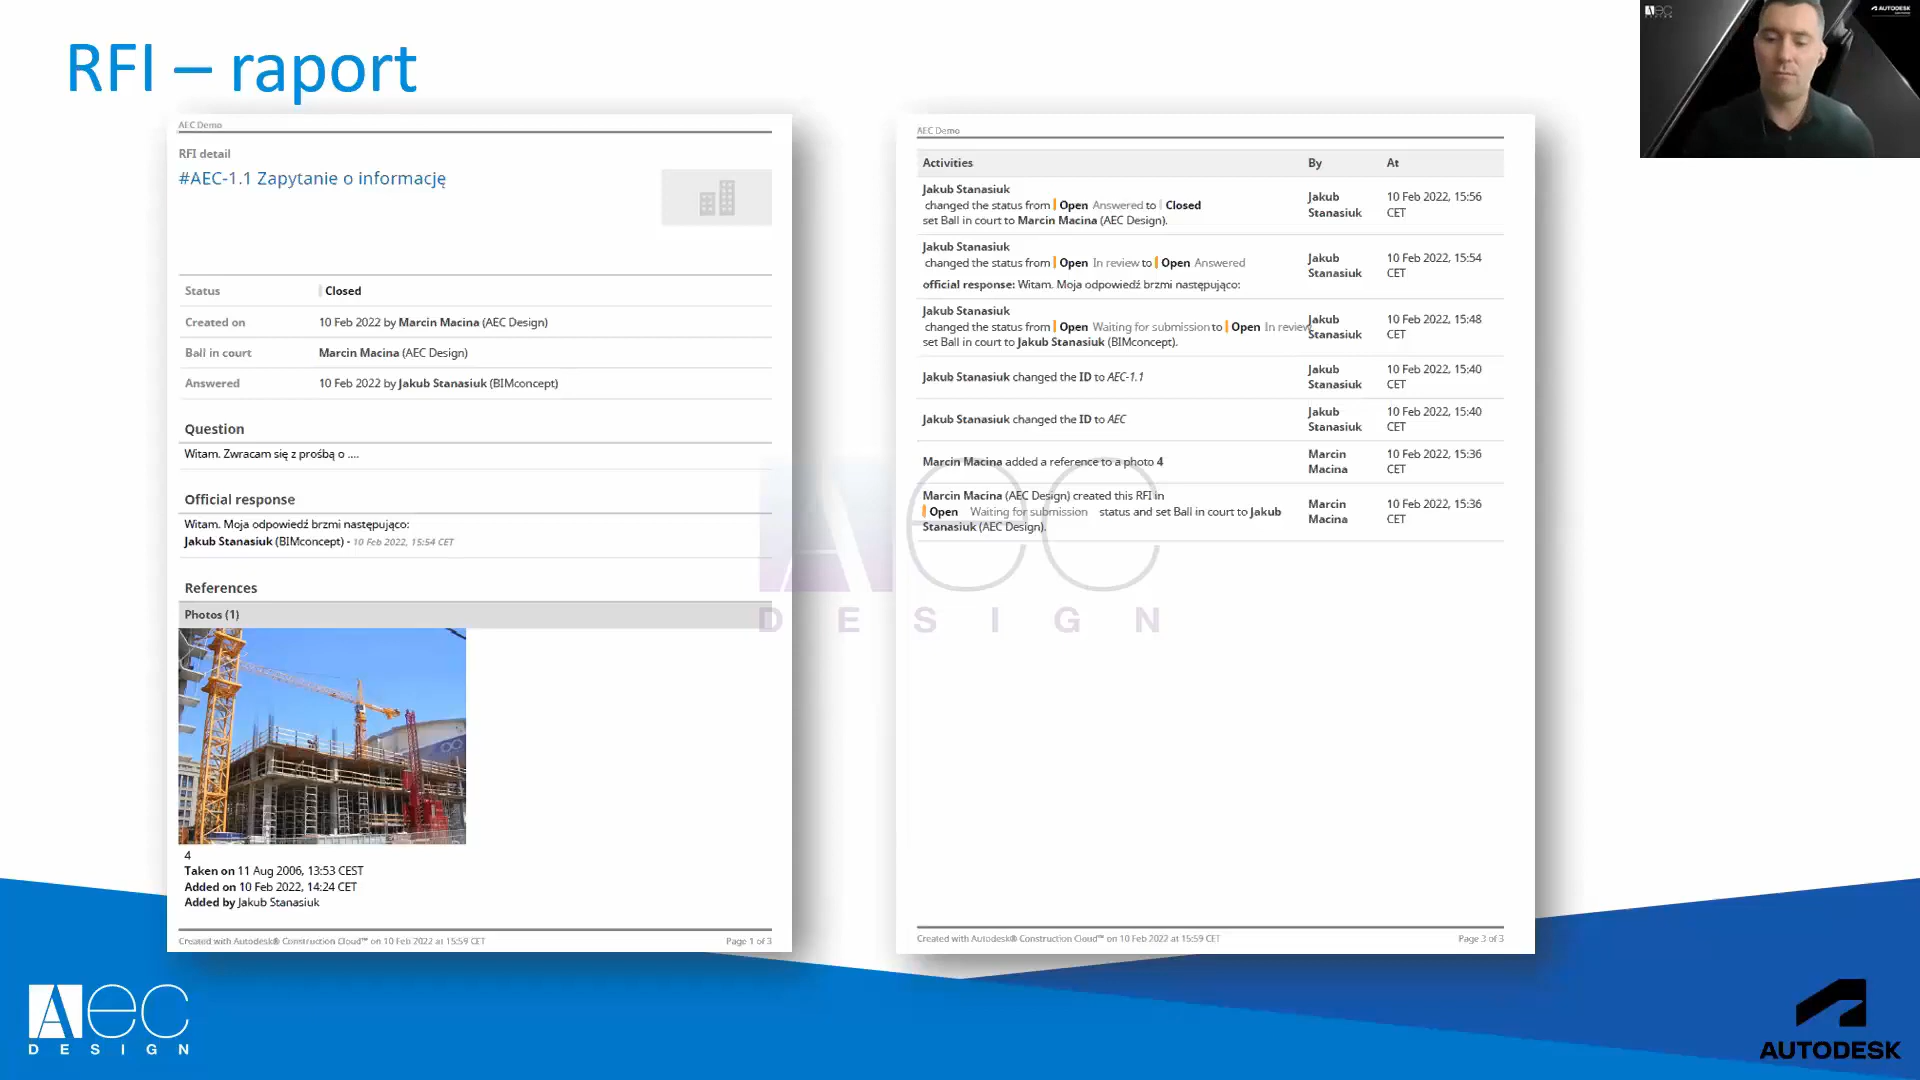 RFI – raport
AEC Demo
RFI detail
#AEC-1.1 Zapytanie o informację
Status Closed
Created on 10 Feb 2022 by Marcin Macina (AEC Design)
Ball in court Marcin Macina (AEC Design)
Answered 10 Feb 2022 by Jakub Stanasiuk (BIMconcept)
Question
Witam. Zwracam się z prośbą o ....
Official response
Witam. Moja odpowiedź brzmi następująco:
Jakub Stanasiuk (BIMconcept) - 10 Feb 2022, 15:54 CET
References
Photos (1)
4
Taken on 11 Aug 2006, 13:53 CEST
Added on 10 Feb 2022, 14:24 CET
Added by Jakub Stanasiuk
Created with Autodesk® Construction Cloud™ on 10 Feb 2022 at 15:59 CET Page 1 of 3
AEC Demo
Activities By At
Jakub Stanasiuk
changed the status from Open Answered to Closed
set Ball in court to Marcin Macina (AEC Design).
Jakub
Stanasiuk
10 Feb 2022, 15:56
CET
Jakub Stanasiuk
changed the status from Open In review to Open Answered
official response: Witam. Moja odpowiedź brzmi następująco:
Jakub
Stanasiuk
10 Feb 2022, 15:54
CET
Jakub Stanasiuk
changed the status from Open Waiting for submission to Open In review
set Ball in court to Jakub Stanasiuk (BIMconcept).
Jakub
Stanasiuk
10 Feb 2022, 15:48
CET
Jakub Stanasiuk changed the ID to AEC-1.1
Jakub
Stanasiuk
10 Feb 2022, 15:40
CET
Jakub Stanasiuk changed the ID to AEC
Jakub
Stanasiuk
10 Feb 2022, 15:40
CET
Marcin Macina added a reference to a photo 4
Marcin
Macina
10 Feb 2022, 15:36
CET
Marcin Macina (AEC Design) created this RFI in
Open Waiting for submission status and set Ball in court to Jakub
Stanasiuk (AEC Design).
Marcin
Macina
10 Feb 2022, 15:36
CET
Created with Autodesk® Construction Cloud™ on 10 Feb 2022 at 15:59 CET Page 3 of 3
Aec
DESIGN
Aec
DESIGN
AUTODESK
Aec
DESIGN
AUTODESK